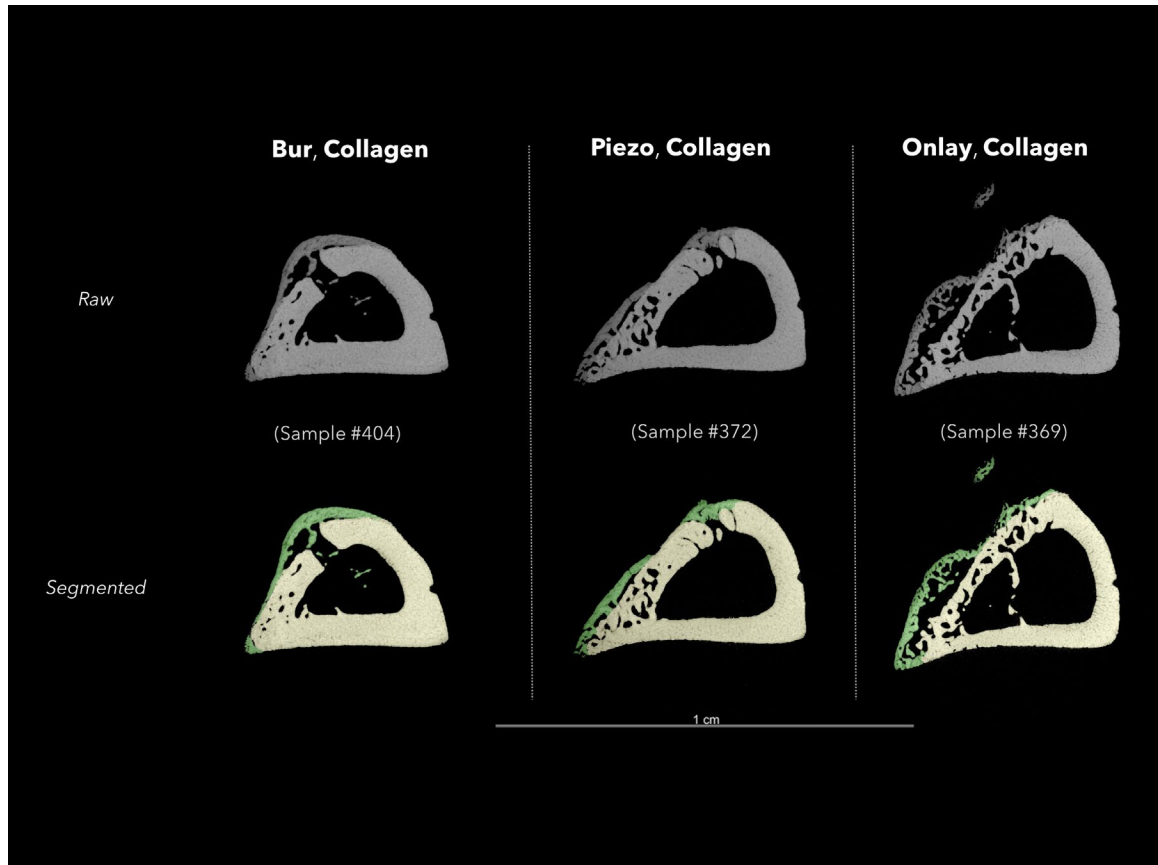 Bur, Collagen
Piezo, Collagen
Onlay, Collagen
Raw
(Sample #404)
(Sample #372)
(Sample #369)
Segmented
1 cm